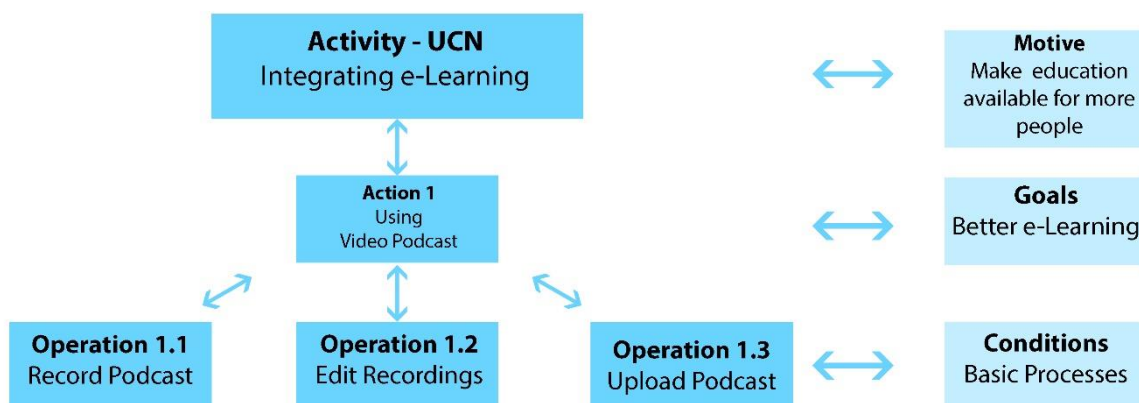 Activity - UCN
Integrating e-Learning
Motive
Make education
available for more
people
Action 1
Using
Video Podcast
Goals
Better e-Learning
Operation 1.1
Record Podcast
Operation 1.2
Edit Recordings
Operation 1.3
Upload Podcast
Conditions
Basic Processes